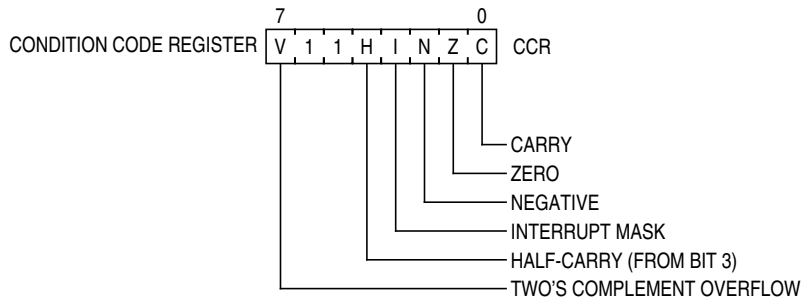 7 0
CONDITION CODE REGISTER V 1 1 H I N Z C CCR
CARRY
ZERO
NEGATIVE
INTERRUPT MASK
HALF-CARRY (FROM BIT 3)
TWO'S COMPLEMENT OVERFLOW